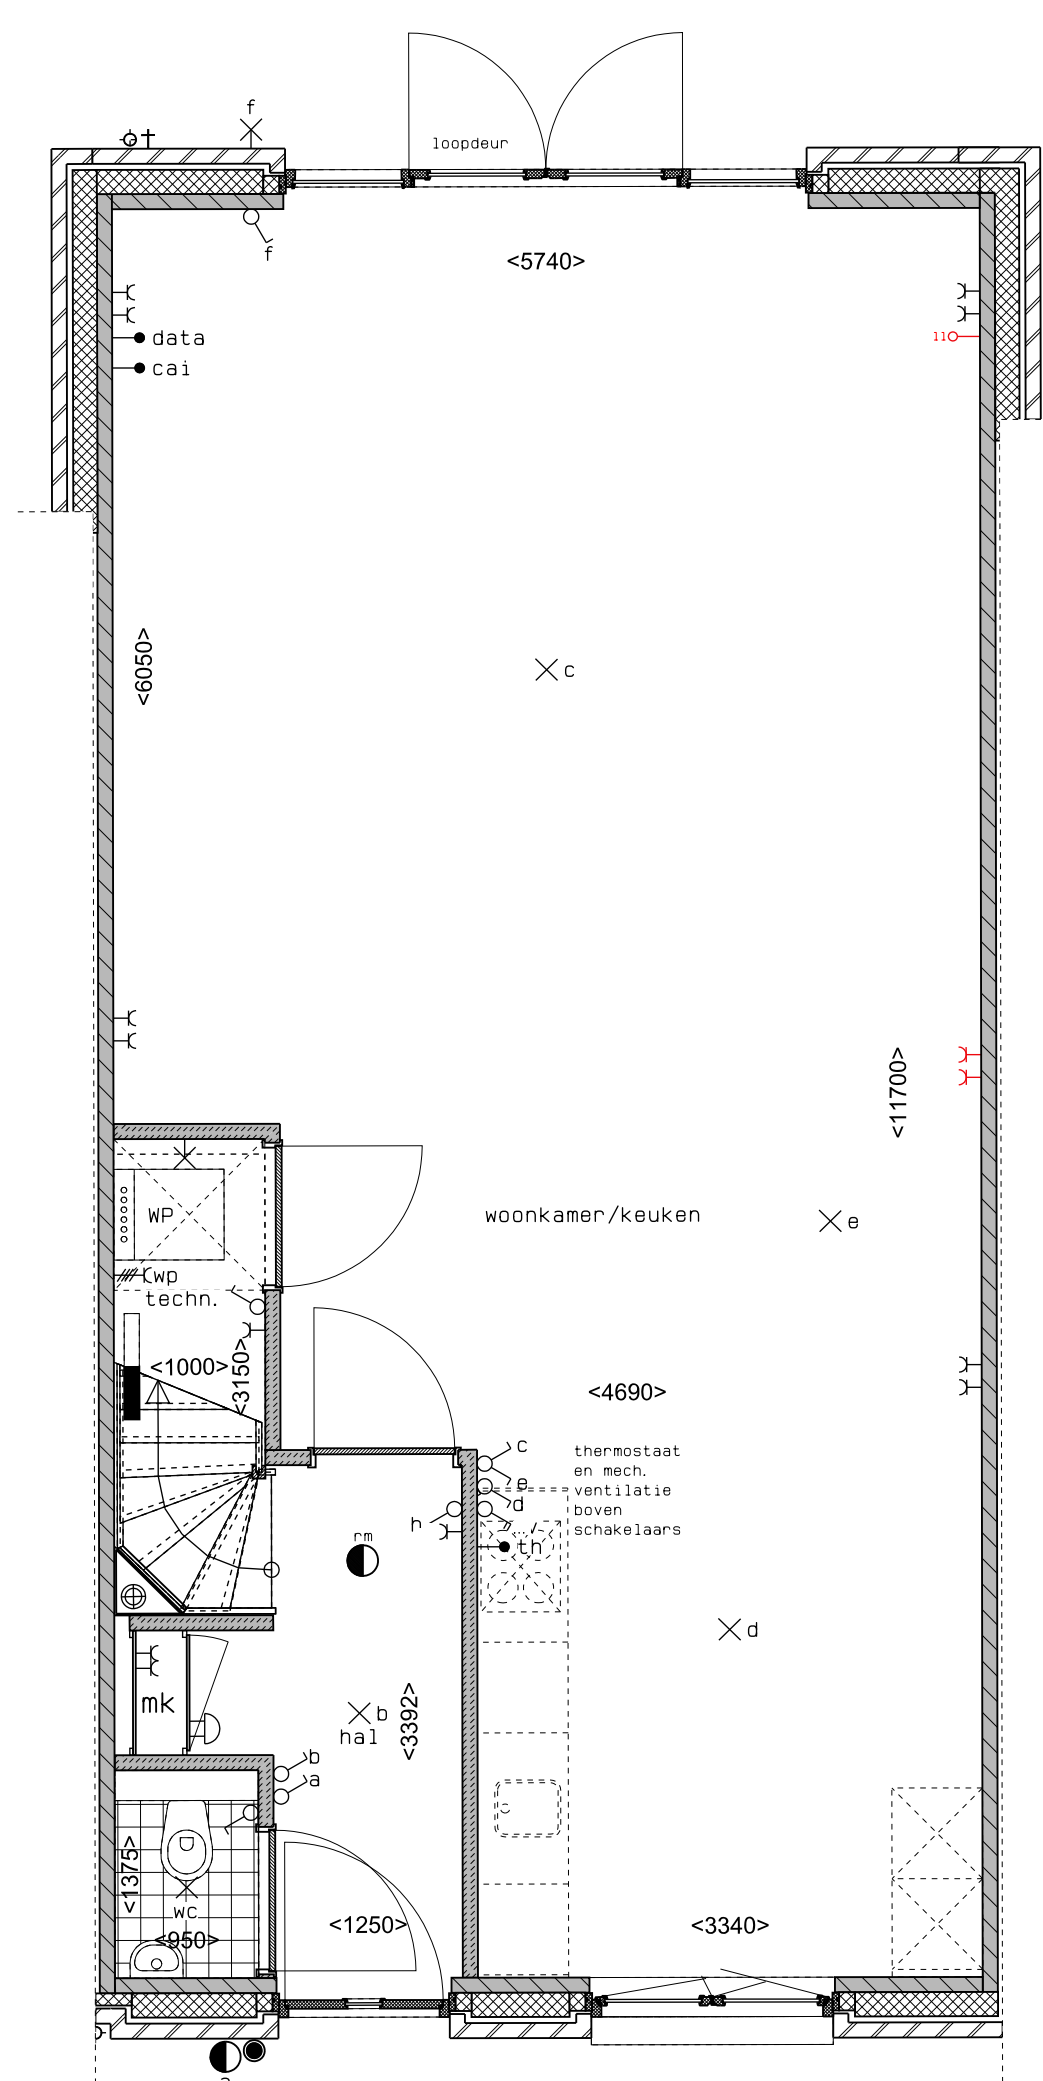 f
loopdeur
f
<5740>
data
cai
11
<6050>
c
<11700>
WP
woonkamer/keuken
e
wp
techn.
<1000>
<3150>
<4690>
c
thermostaat
en mech.
ventilatie
boven
schakelaars
e
d
h
rm
th
d
mk
b
hal
<3392>
b
a
<1375>
wc
<950>
<1250>
<3340>